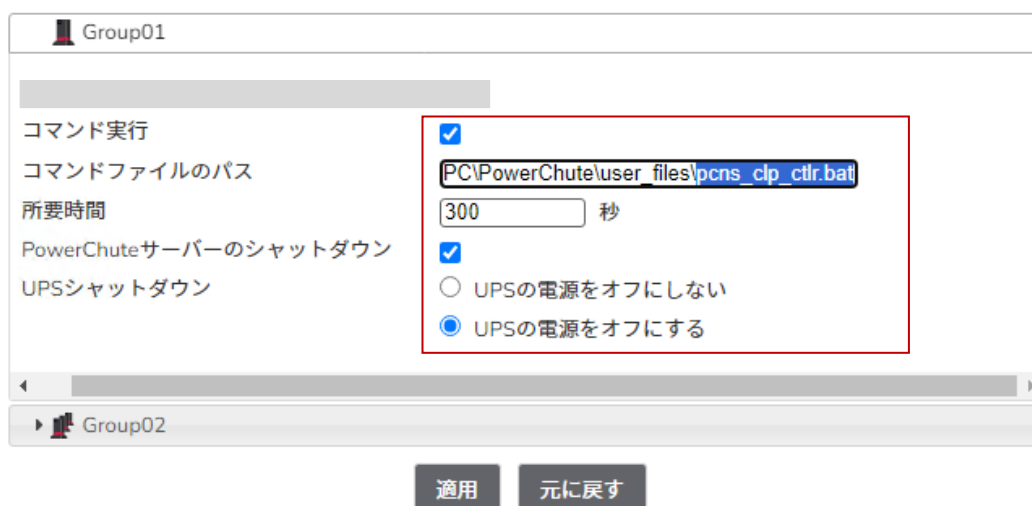 Group01
コマンド実行
コマンドファイルのパス PC\PowerChute\user_files\pcns_clp_ctlr.bat
所要時間 300 秒
PowerChuteサーバーのシャットダウン
UPSシャットダウン UPSの電源をオフにしない
UPSの電源をオフにする
Group02
適用 元に戻す